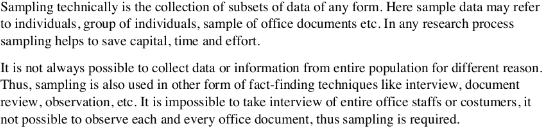 Sampling technically is the collection of subsets of data of any form. Here sample data may refer
to individuals, group of individuals, sample of office documents etc. In any research process
sampling helps to save capital, time and effort.
It is not always possible to collect data or information from entire population for different reason.
Thus, sampling is also used in other form of fact-finding techniques like interview, document
review, observation, etc. It is impossible to take interview of entire office staffs or costumers, it
not possible to observe each and every office document, thus sampling is required.